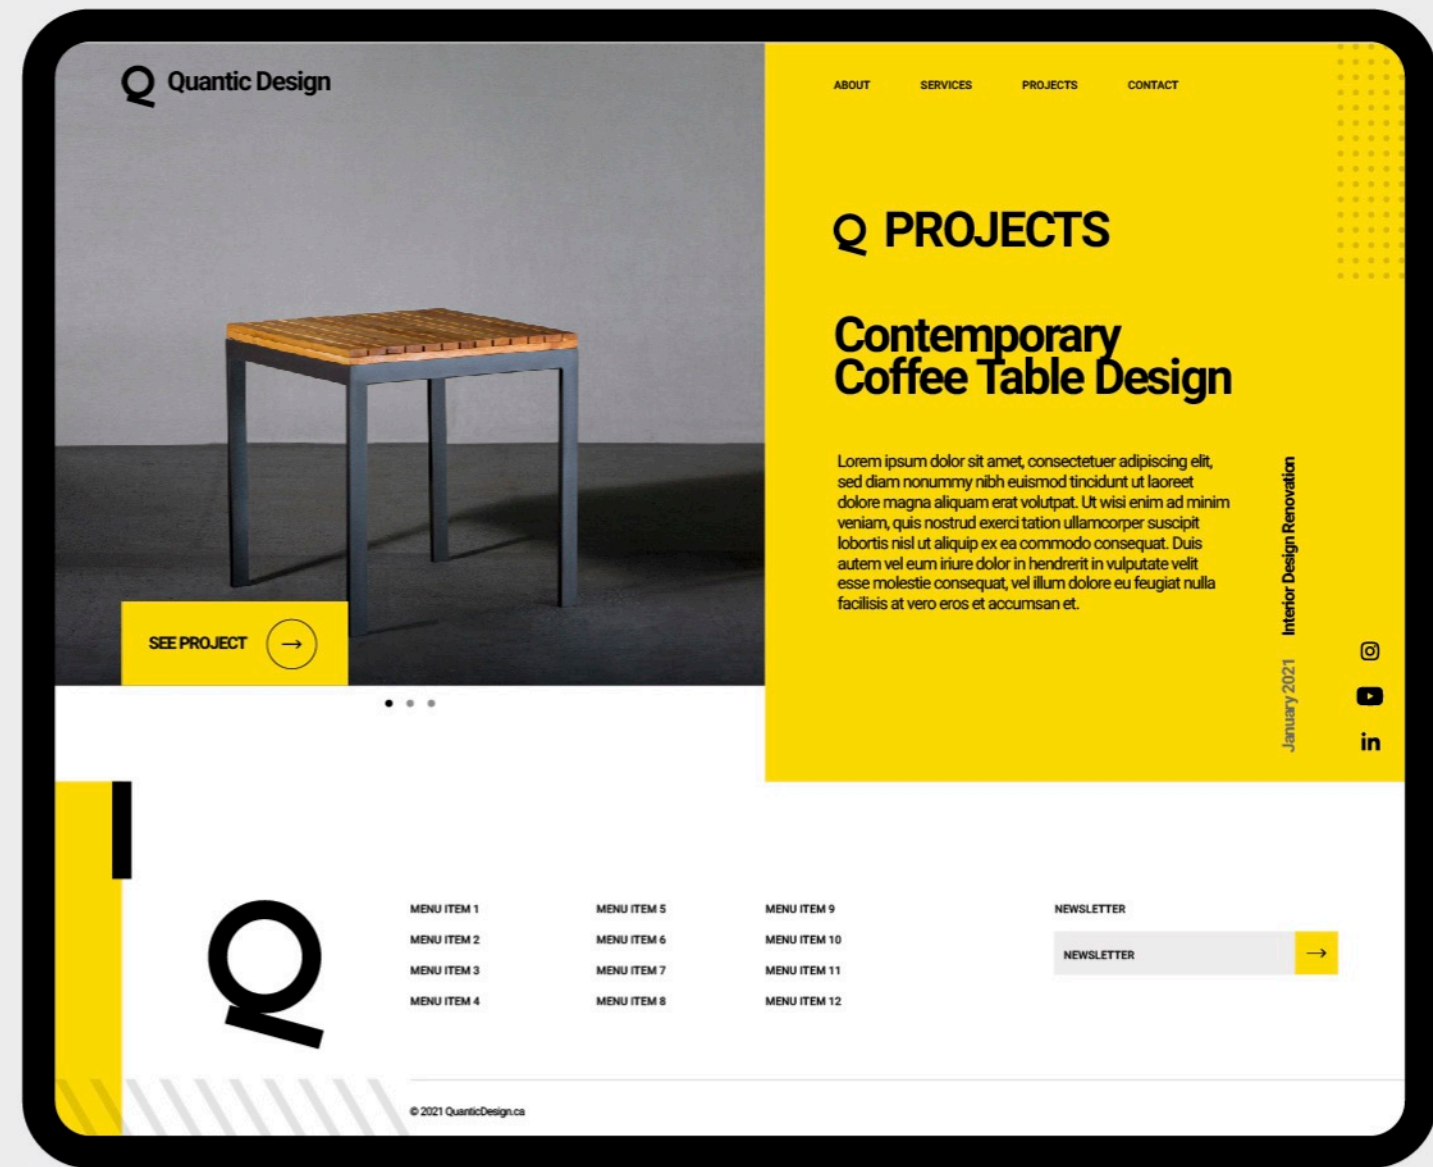 Quantic Design
ABOUT
SERVICES
PROJECTS
CONTACT
PROJECTS
Contemporary
Coffee Table Design
Lorem ipsum dolor sit amet, consectetuer adipiscing elit,
sed diam nonummy nibh euismod tincidunt ut laoreet
dolore magna aliquam erat volutpat. Ut wisi enim ad minim
veniam, quis nostrud exerci tation ullamcorper suscipit
lobortis nisl ut aliquip ex ea commodo consequat. Duis
autem vel eum iriure dolor in hendrerit in vulputate velit
esse molestie consequat, vel illum dolore eu feugiat nulla
facilisis at vero eros et accumsan et.
January 2021 Interior Design Renovation
in
SEE PROJECT
MENU ITEM 1
MENU ITEM 2
MENU ITEM 3
MENU ITEM 4
MENU ITEM 5
MENU ITEM 6
MENU ITEM 7
MENU ITEM 8
MENU ITEM 9
MENU ITEM 10
MENU ITEM 11
MENU ITEM 12
NEWSLETTER
NEWSLETTER
© 2021 QuanticDesign.ca